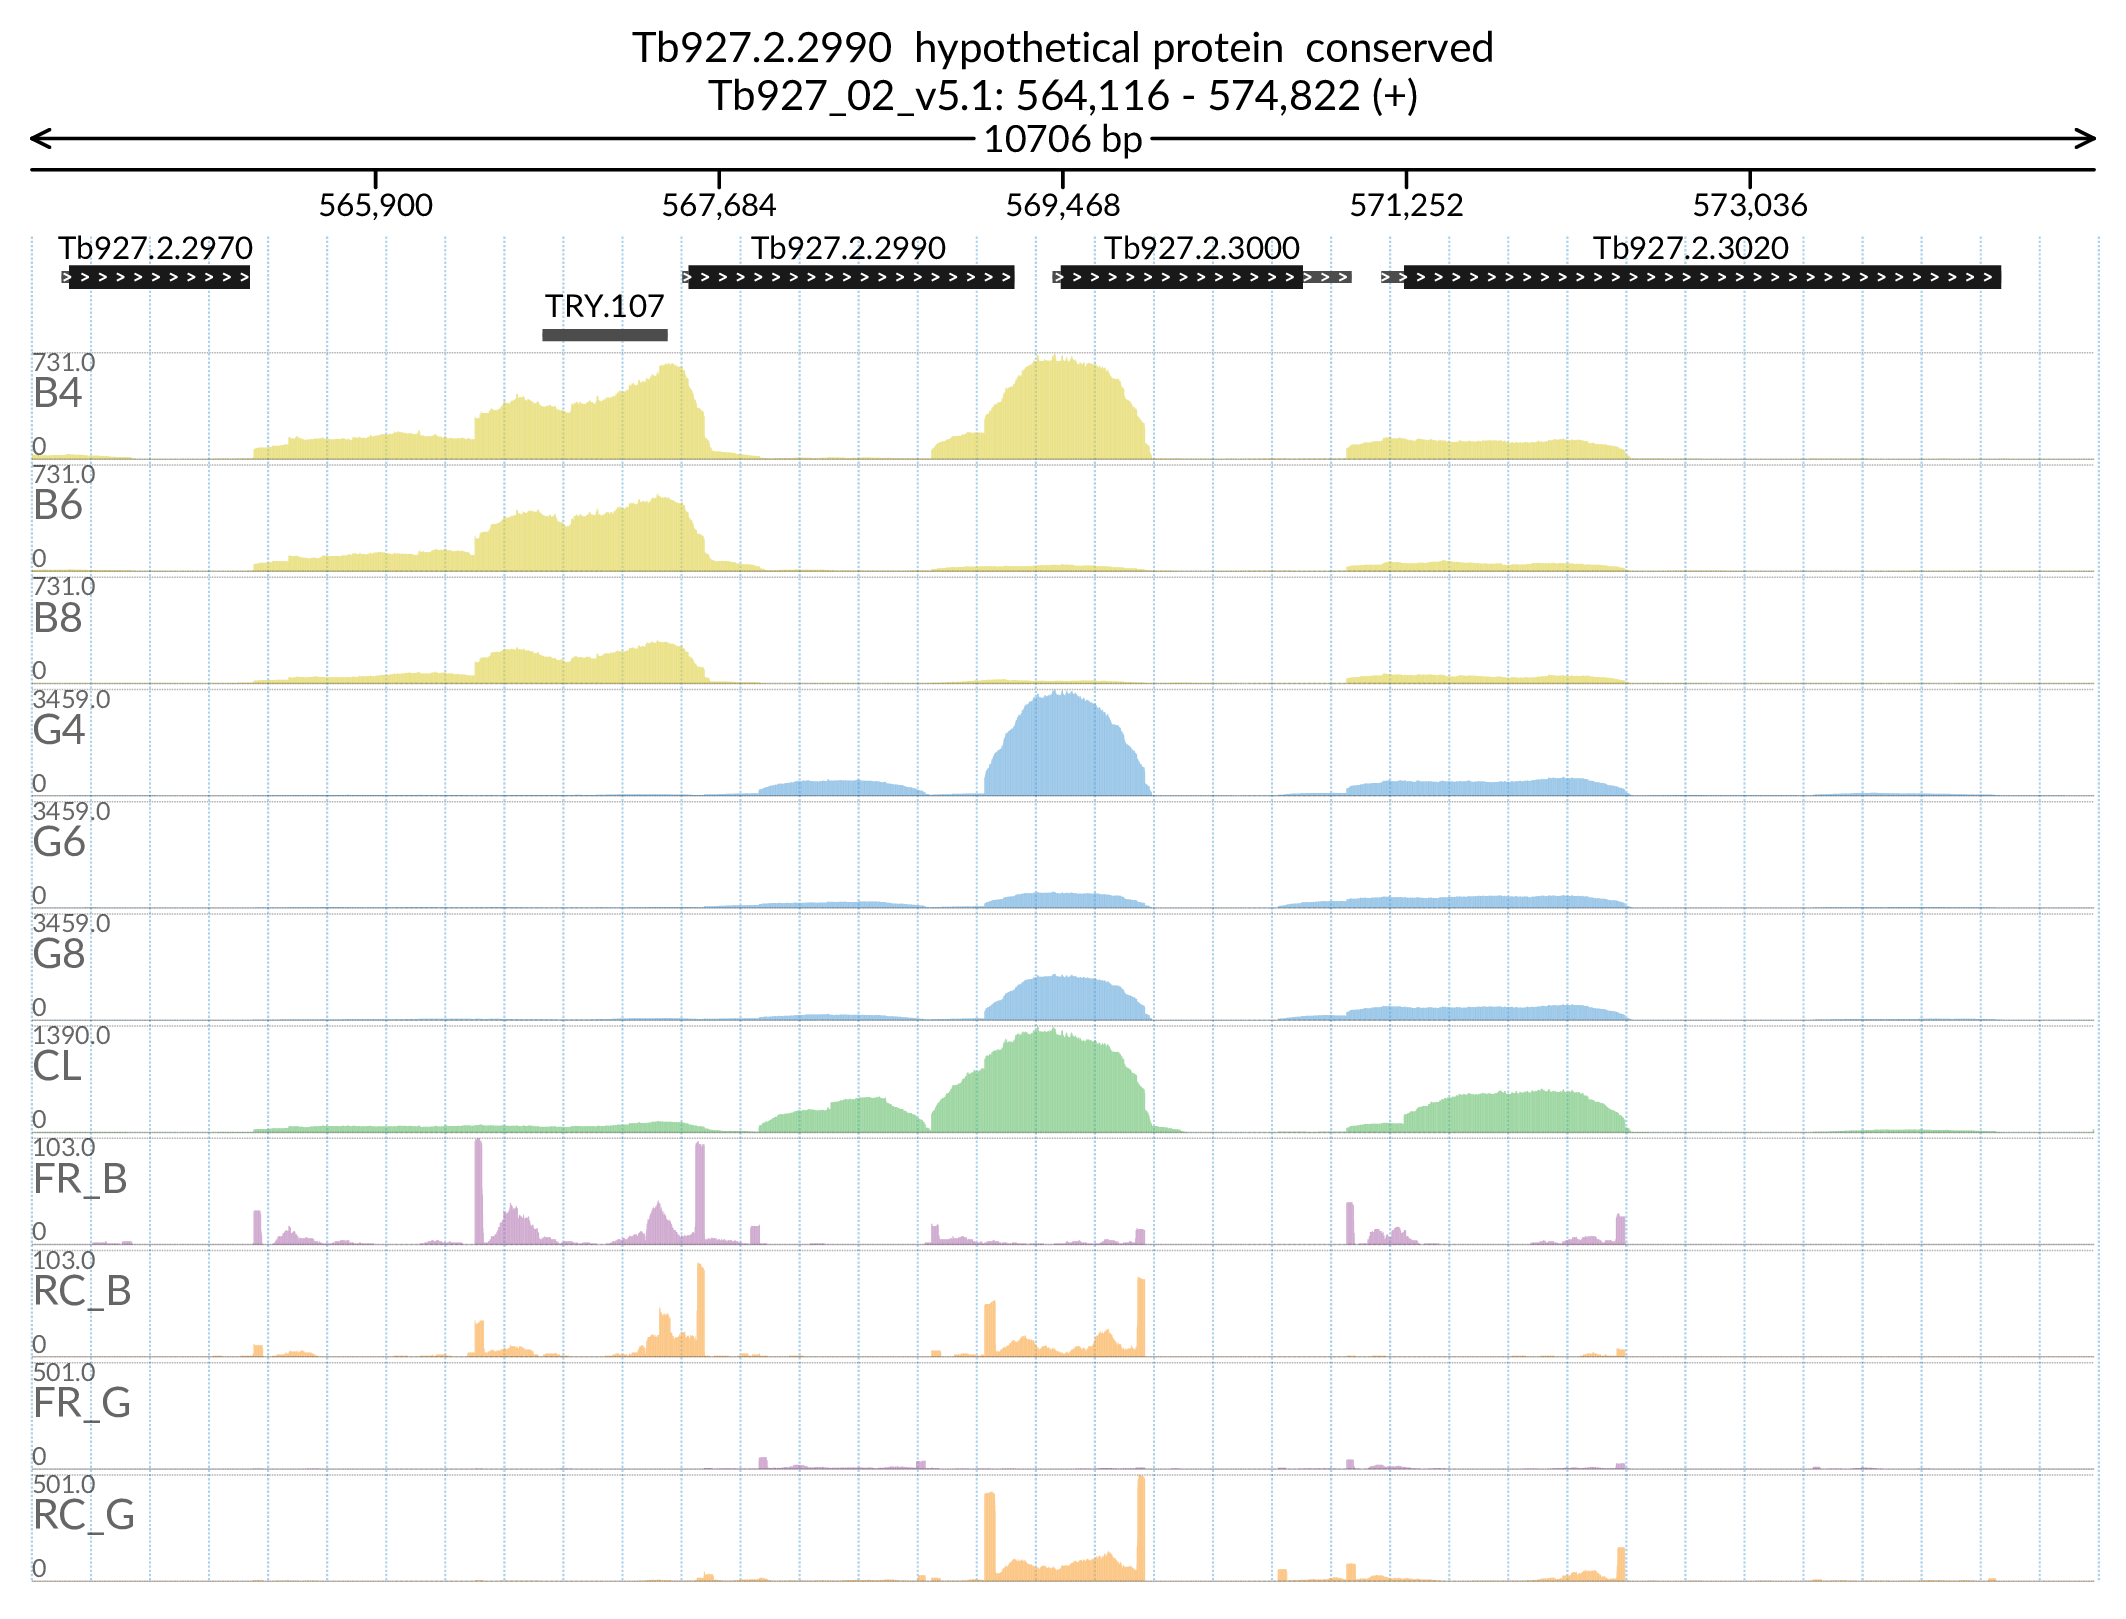 Tb927.2.2990  hypothetical protein  conserved
Tb927_02_v5.1: 564,116 - 574,822 (+)
10706 bp
565,900 567,684 569,468 571,252 573,036
Tb927.2.2970 Tb927.2.2990 Tb927.2.3000 Tb927.2.3020
TRY.107
731.0
B4
0
731.0
B6
0
731.0
B8
0
3459.0
G4
0
3459.0
G6
0
3459.0
G8
0
1390.0
CL
0
103.0
FR_B
0
103.0
RC_B
0
501.0
FR_G
0
501.0
RC_G
0